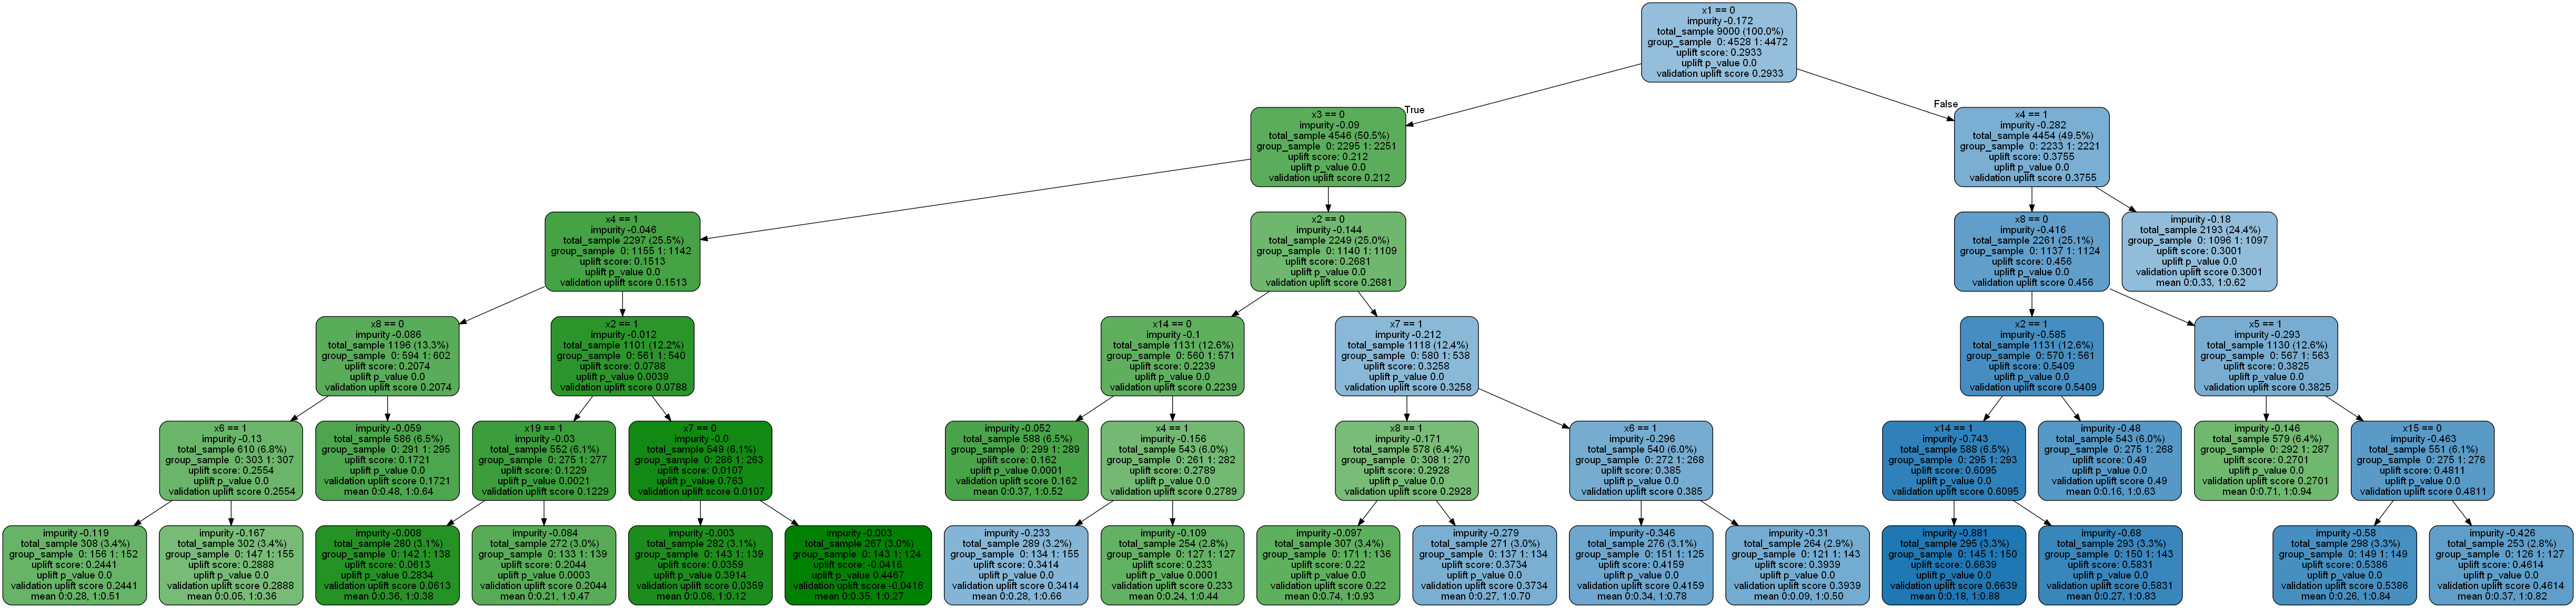 x1 == 0
impurity -0.172
total_sample 9000 (100.0%)
group_sample 0: 4528 1: 4472
uplift score: 0.2933
uplift p_value 0.0
validation uplift score 0.2933
True
False
x3 == 0
impurity -0.09
total_sample 4546 (50.5%)
group_sample 0: 2295 1: 2251
uplift score: 0.212
uplift p_value 0.0
validation uplift score 0.212
x4 == 1
impurity -0.282
total_sample 4454 (49.5%)
group_sample 0: 2233 1: 2221
uplift score: 0.3755
uplift p_value 0.0
validation uplift score 0.3755
x4 == 1
impurity -0.046
total_sample 2297 (25.5%)
group_sample 0: 1155 1: 1142
uplift score: 0.1513
uplift p_value 0.0
validation uplift score 0.1513
x2 == 0
impurity -0.144
total_sample 2249 (25.0%)
group_sample 0: 1140 1: 1109
uplift score: 0.2681
uplift p_value 0.0
validation uplift score 0.2681
x8 == 0
impurity -0.416
total_sample 2261 (25.1%)
group_sample 0: 1137 1: 1124
uplift score: 0.456
uplift p_value 0.0
validation uplift score 0.456
impurity -0.18
total_sample 2193 (24.4%)
group_sample 0: 1096 1: 1097
uplift score: 0.3001
uplift p_value 0.0
validation uplift score 0.3001
mean 0:0.33, 1:0.62
x8 == 0
impurity -0.086
total_sample 1196 (13.3%)
group_sample 0: 594 1: 602
uplift score: 0.2074
uplift p_value 0.0
validation uplift score 0.2074
x2 == 1
impurity -0.012
total_sample 1101 (12.2%)
group_sample 0: 561 1: 540
uplift score: 0.0788
uplift p_value 0.0039
validation uplift score 0.0788
x14 == 0
impurity -0.1
total_sample 1131 (12.6%)
group_sample 0: 560 1: 571
uplift score: 0.2239
uplift p_value 0.0
validation uplift score 0.2239
x7 == 1
impurity -0.212
total_sample 1118 (12.4%)
group_sample 0: 580 1: 538
uplift score: 0.3258
uplift p_value 0.0
validation uplift score 0.3258
x2 == 1
impurity -0.585
total_sample 1131 (12.6%)
group_sample 0: 570 1: 561
uplift score: 0.5409
uplift p_value 0.0
validation uplift score 0.5409
x5 == 1
impurity -0.293
total_sample 1130 (12.6%)
group_sample 0: 567 1: 563
uplift score: 0.3825
uplift p_value 0.0
validation uplift score 0.3825
x6 == 1
impurity -0.13
total_sample 610 (6.8%)
group_sample 0: 303 1: 307
uplift score: 0.2554
uplift p_value 0.0
validation uplift score 0.2554
impurity -0.059
total_sample 586 (6.5%)
group_sample 0: 291 1: 295
uplift score: 0.1721
uplift p_value 0.0
validation uplift score 0.1721
mean 0:0.48, 1:0.64
x19 == 1
impurity -0.03
total_sample 552 (6.1%)
group_sample 0: 275 1: 277
uplift score: 0.1229
uplift p_value 0.0021
validation uplift score 0.1229
x7 == 0
impurity -0.0
total_sample 549 (6.1%)
group_sample 0: 286 1: 263
uplift score: 0.0107
uplift p_value 0.763
validation uplift score 0.0107
impurity -0.052
total_sample 588 (6.5%)
group_sample 0: 299 1: 289
uplift score: 0.162
uplift p_value 0.0001
validation uplift score 0.162
mean 0:0.37, 1:0.52
x4 == 1
impurity -0.156
total_sample 543 (6.0%)
group_sample 0: 261 1: 282
uplift score: 0.2789
uplift p_value 0.0
validation uplift score 0.2789
x8 == 1
impurity -0.171
total_sample 578 (6.4%)
group_sample 0: 308 1: 270
uplift score: 0.2928
uplift p_value 0.0
validation uplift score 0.2928
x6 == 1
impurity -0.296
total_sample 540 (6.0%)
group_sample 0: 272 1: 268
uplift score: 0.385
uplift p_value 0.0
validation uplift score 0.385
x14 == 1
impurity -0.743
total_sample 588 (6.5%)
group_sample 0: 295 1: 293
uplift score: 0.6095
uplift p_value 0.0
validation uplift score 0.6095
impurity -0.48
total_sample 543 (6.0%)
group_sample 0: 275 1: 268
uplift score: 0.49
uplift p_value 0.0
validation uplift score 0.49
mean 0:0.16, 1:0.63
impurity -0.146
total_sample 579 (6.4%)
group_sample 0: 292 1: 287
uplift score: 0.2701
uplift p_value 0.0
validation uplift score 0.2701
mean 0:0.71, 1:0.94
x15 == 0
impurity -0.463
total_sample 551 (6.1%)
group_sample 0: 275 1: 276
uplift score: 0.4811
uplift p_value 0.0
validation uplift score 0.4811
impurity -0.119
total_sample 308 (3.4%)
group_sample 0: 156 1: 152
uplift score: 0.2441
uplift p_value 0.0
validation uplift score 0.2441
mean 0:0.28, 1:0.51
impurity -0.167
total_sample 302 (3.4%)
group_sample 0: 147 1: 155
uplift score: 0.2888
uplift p_value 0.0
validation uplift score 0.2888
mean 0:0.05, 1:0.36
impurity -0.008
total_sample 280 (3.1%)
group_sample 0: 142 1: 138
uplift score: 0.0613
uplift p_value 0.2834
validation uplift score 0.0613
mean 0:0.36, 1:0.38
impurity -0.084
total_sample 272 (3.0%)
group_sample 0: 133 1: 139
uplift score: 0.2044
uplift p_value 0.0003
validation uplift score 0.2044
mean 0:0.21, 1:0.47
impurity -0.003
total_sample 282 (3.1%)
group_sample 0: 143 1: 139
uplift score: 0.0359
uplift p_value 0.3914
validation uplift score 0.0359
mean 0:0.06, 1:0.12
impurity -0.003
total_sample 267 (3.0%)
group_sample 0: 143 1: 124
uplift score: -0.0416
uplift p_value 0.4467
validation uplift score -0.0416
mean 0:0.35, 1:0.27
impurity -0.233
total_sample 289 (3.2%)
group_sample 0: 134 1: 155
uplift score: 0.3414
uplift p_value 0.0
validation uplift score 0.3414
mean 0:0.28, 1:0.66
impurity -0.109
total_sample 254 (2.8%)
group_sample 0: 127 1: 127
uplift score: 0.233
uplift p_value 0.0001
validation uplift score 0.233
mean 0:0.24, 1:0.44
impurity -0.097
total_sample 307 (3.4%)
group_sample 0: 171 1: 136
uplift score: 0.22
uplift p_value 0.0
validation uplift score 0.22
mean 0:0.74, 1:0.93
impurity -0.279
total_sample 271 (3.0%)
group_sample 0: 137 1: 134
uplift score: 0.3734
uplift p_value 0.0
validation uplift score 0.3734
mean 0:0.27, 1:0.70
impurity -0.346
total_sample 276 (3.1%)
group_sample 0: 151 1: 125
uplift score: 0.4159
uplift p_value 0.0
validation uplift score 0.4159
mean 0:0.34, 1:0.78
impurity -0.31
total_sample 264 (2.9%)
group_sample 0: 121 1: 143
uplift score: 0.3939
uplift p_value 0.0
validation uplift score 0.3939
mean 0:0.09, 1:0.50
impurity -0.881
total_sample 295 (3.3%)
group_sample 0: 145 1: 150
uplift score: 0.6639
uplift p_value 0.0
validation uplift score 0.6639
mean 0:0.18, 1:0.88
impurity -0.68
total_sample 293 (3.3%)
group_sample 0: 150 1: 143
uplift score: 0.5831
uplift p_value 0.0
validation uplift score 0.5831
mean 0:0.27, 1:0.83
impurity -0.58
total_sample 298 (3.3%)
group_sample 0: 149 1: 149
uplift score: 0.5386
uplift p_value 0.0
validation uplift score 0.5386
mean 0:0.26, 1:0.84
impurity -0.426
total_sample 253 (2.8%)
group_sample 0: 126 1: 127
uplift score: 0.4614
uplift p_value 0.0
validation uplift score 0.4614
mean 0:0.37, 1:0.82